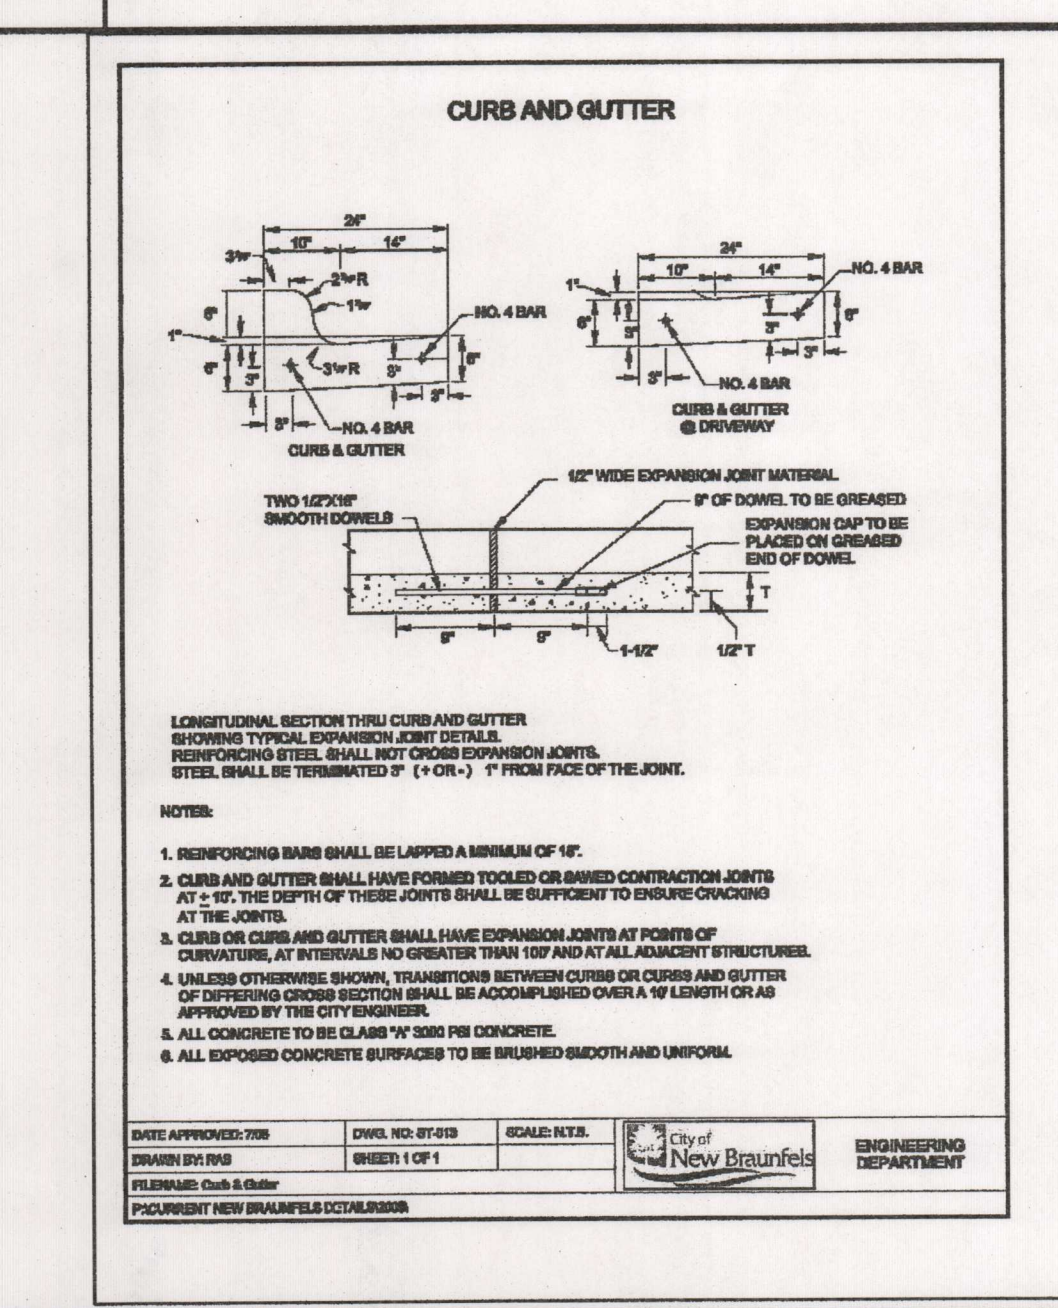 CURB AND GUTTER
24"
10"
14"
R
6"
1"
6"
3"
R
NO. 4 BAR
3"
6"
3"
3"
NO. 4 BAR
CURB & GUTTER
24"
10"
14"
NO. 4 BAR
1"
6"
3"
3"
6"
3"
3"
NO. 4 BAR
CURB & GUTTER
@ DRIVEWAY
1/2" WIDE EXPANSION JOINT MATERIAL
TWO 1/2"X18"
SMOOTH DOWELS
9" OF DOWEL TO BE GREASED
EXPANSION CAP TO BE
PLACED ON GREASED
END OF DOWEL
T
9"
9"
1-1/2"
1/2" T
LONGITUDINAL SECTION THRU CURB AND GUTTER
SHOWING TYPICAL EXPANSION JOINT DETAILS.
REINFORCING STEEL SHALL NOT CROSS EXPANSION JOINTS.
STEEL SHALL BE TERMINATED 3" (+ OR -) 1" FROM FACE OF THE JOINT.
NOTES:
1. REINFORCING BARS SHALL BE LAPPED A MINIMUM OF
2. CURB AND GUTTER SHALL HAVE FORMED TOOLED OR SAWED CONTRACTION JOINTS
AT ± 10'. THE DEPTH OF THESE JOINTS SHALL BE SUFFICIENT TO ENSURE CRACKING
AT THE JOINTS.
3. CURB OR CURB AND GUTTER SHALL HAVE EXPANSION JOINTS AT POINTS OF
CURVATURE, AT INTERVALS NO GREATER THAN 100' AND AT ALL ADJACENT STRUCTURES.
4. UNLESS OTHERWISE SHOWN, TRANSITIONS BETWEEN CURBS OR CURBS AND GUTTER
OF DIFFERING CROSS SECTION SHALL BE ACCOMPLISHED OVER A 10' LENGTH OR AS
APPROVED BY THE CITY ENGINEER.
5. ALL CONCRETE TO BE CLASS "A" 3000 PSI CONCRETE.
6. ALL EXPOSED CONCRETE SURFACES TO BE BRUSHED SMOOTH AND UNIFORM.
DATE APPROVED:
DWG. NO: ST-013
SCALE: N.T.S.
City of
New Braunfels
ENGINEERING
DEPARTMENT
DRAWN BY: RAS
SHEET: 1 OF 1
FILENAME: Curb & Gutter
P:\CURRENT NEW BRAUNFELS DETAILS\2006\